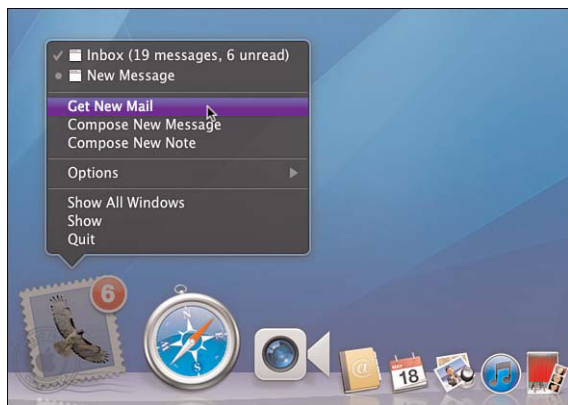 Inbox (19 messages, 6 unread)
New Message
Get New Mail
Compose New Message
Compose New Note
Options
Show All Windows
Show
Quit
6
@
MAY
18